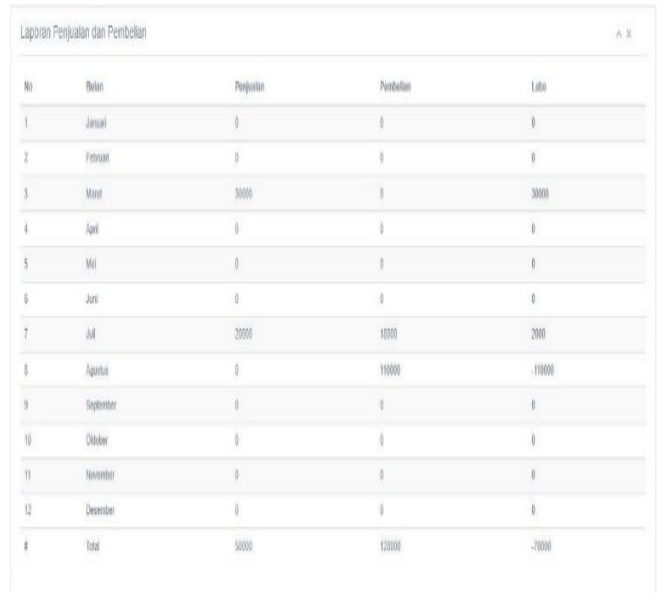 Laporan Penjualan dan Pembelian
No Bulan Penjualan Pembelian Laba
1 Januari 0 0 0
2 Februari 0 0 0
3 Maret 30000 0 30000
4 April 0 0 0
5 Mei 0 0 0
6 Juni 0 0 0
7 Juli 20000 18000 2000
8 Agustus 0 110000 -110000
9 September 0 0 0
10 Oktober 0 0 0
11 November 0 0 0
12 Desember 0 0 0
# Total 50000 128000 -78000